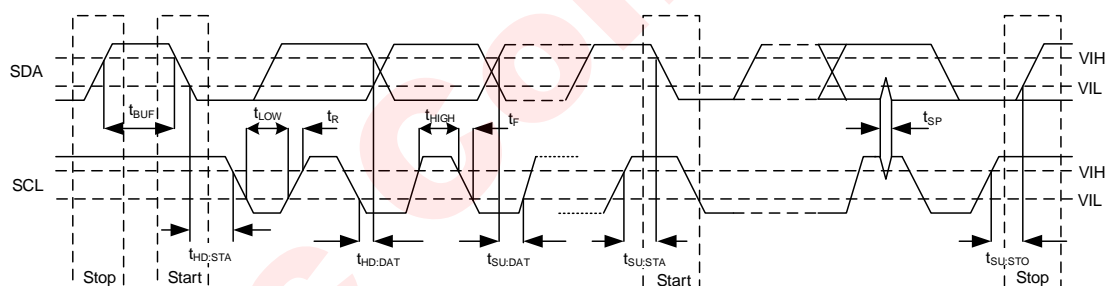 SDA
VIH
VIL
tBUF
tLOW
tR
tHIGH
tF
tSP
SCL
VIH
VIL
tHD:STA
tHD:DAT
tSU:DAT
tSU:STA
tSU:STO
Stop
Start
Start
Stop